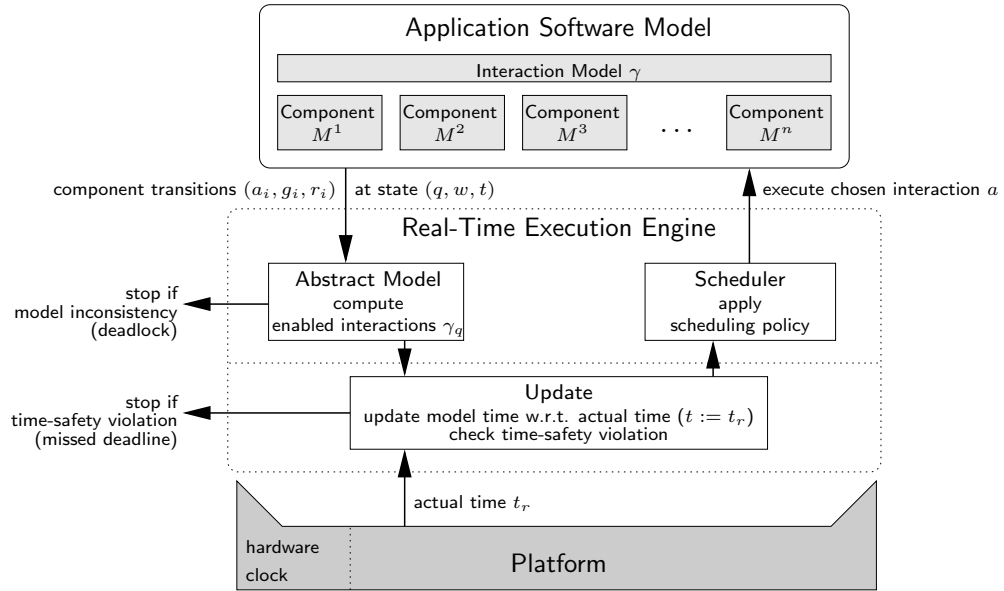 Application Software Model
Interaction Model γ
Component
M¹
Component
M²
Component
M³
. . .
Component
Mⁿ
component transitions (aᵢ, gᵢ, rᵢ)
at state (q, w, t)
execute chosen interaction a
Real-Time Execution Engine
Abstract Model
compute
enabled interactions γ_q
Scheduler
apply
scheduling policy
stop if
model inconsistency
(deadlock)
Update
update model time w.r.t. actual time (t := tᵣ)
check time-safety violation
stop if
time-safety violation
(missed deadline)
actual time tᵣ
hardware
clock
Platform